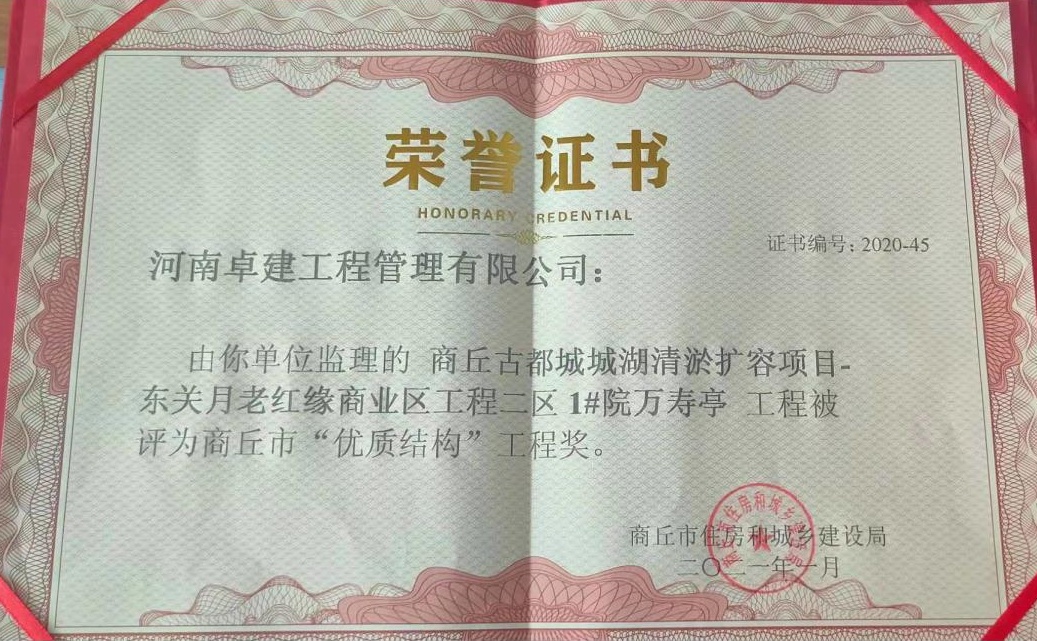 荣誉证书
HONORARY CREDENTIAL
证书编号：2020-45
河南卓建工程管理有限公司：
由你单位监理的 商丘古都城城湖清淤扩容项目-
东关月老红缘商业区工程二区 1#院万寿亭 工程被
评为商丘市“优质结构”工程奖。
商丘市住房和城乡建设局
二〇二一年一月